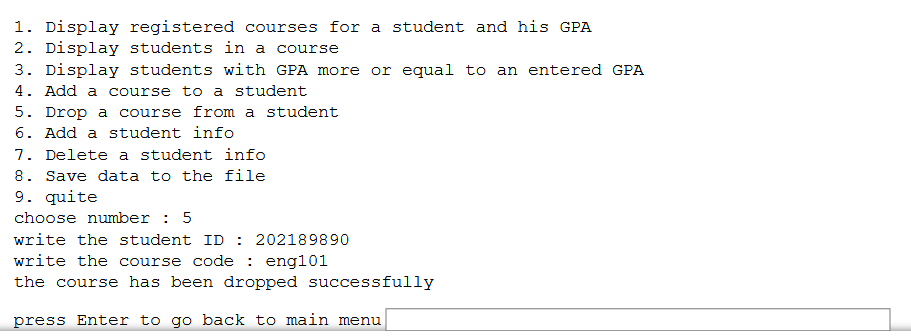 1. Display registered courses for a student and his GPA
2. Display students in a course
3. Display students with GPA more or equal to an entered GPA
4. Add a course to a student
5. Drop a course from a student
6. Add a student info
7. Delete a student info
8. Save data to the file
9. quite
choose number : 5
write the student ID : 202189890
write the course code : eng101
the course has been dropped successfully
press Enter to go back to main menu